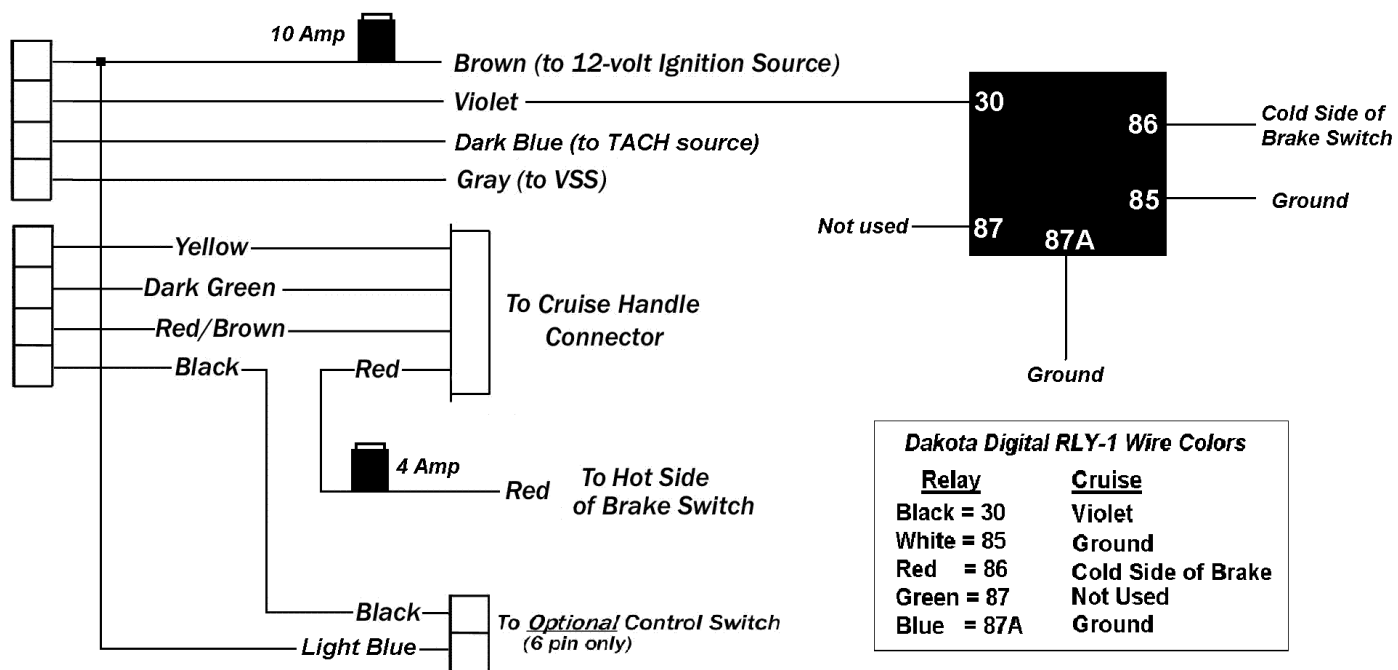 10 Amp
Brown (to 12-volt Ignition Source)
Violet
Dark Blue (to TACH source)
Gray (to VSS)
30
86
85
87
87A
Cold Side of
Brake Switch
Ground
Not used
Ground
Yellow
Dark Green
Red/Brown
Black
Red
To Cruise Handle
Connector
4 Amp
Red
To Hot Side
of Brake Switch
Black
Light Blue
To Optional Control Switch
(6 pin only)
Dakota Digital RLY-1 Wire Colors
Relay Cruise
Black = 30 Violet
White = 85 Ground
Red = 86 Cold Side of Brake
Green = 87 Not Used
Blue = 87A Ground